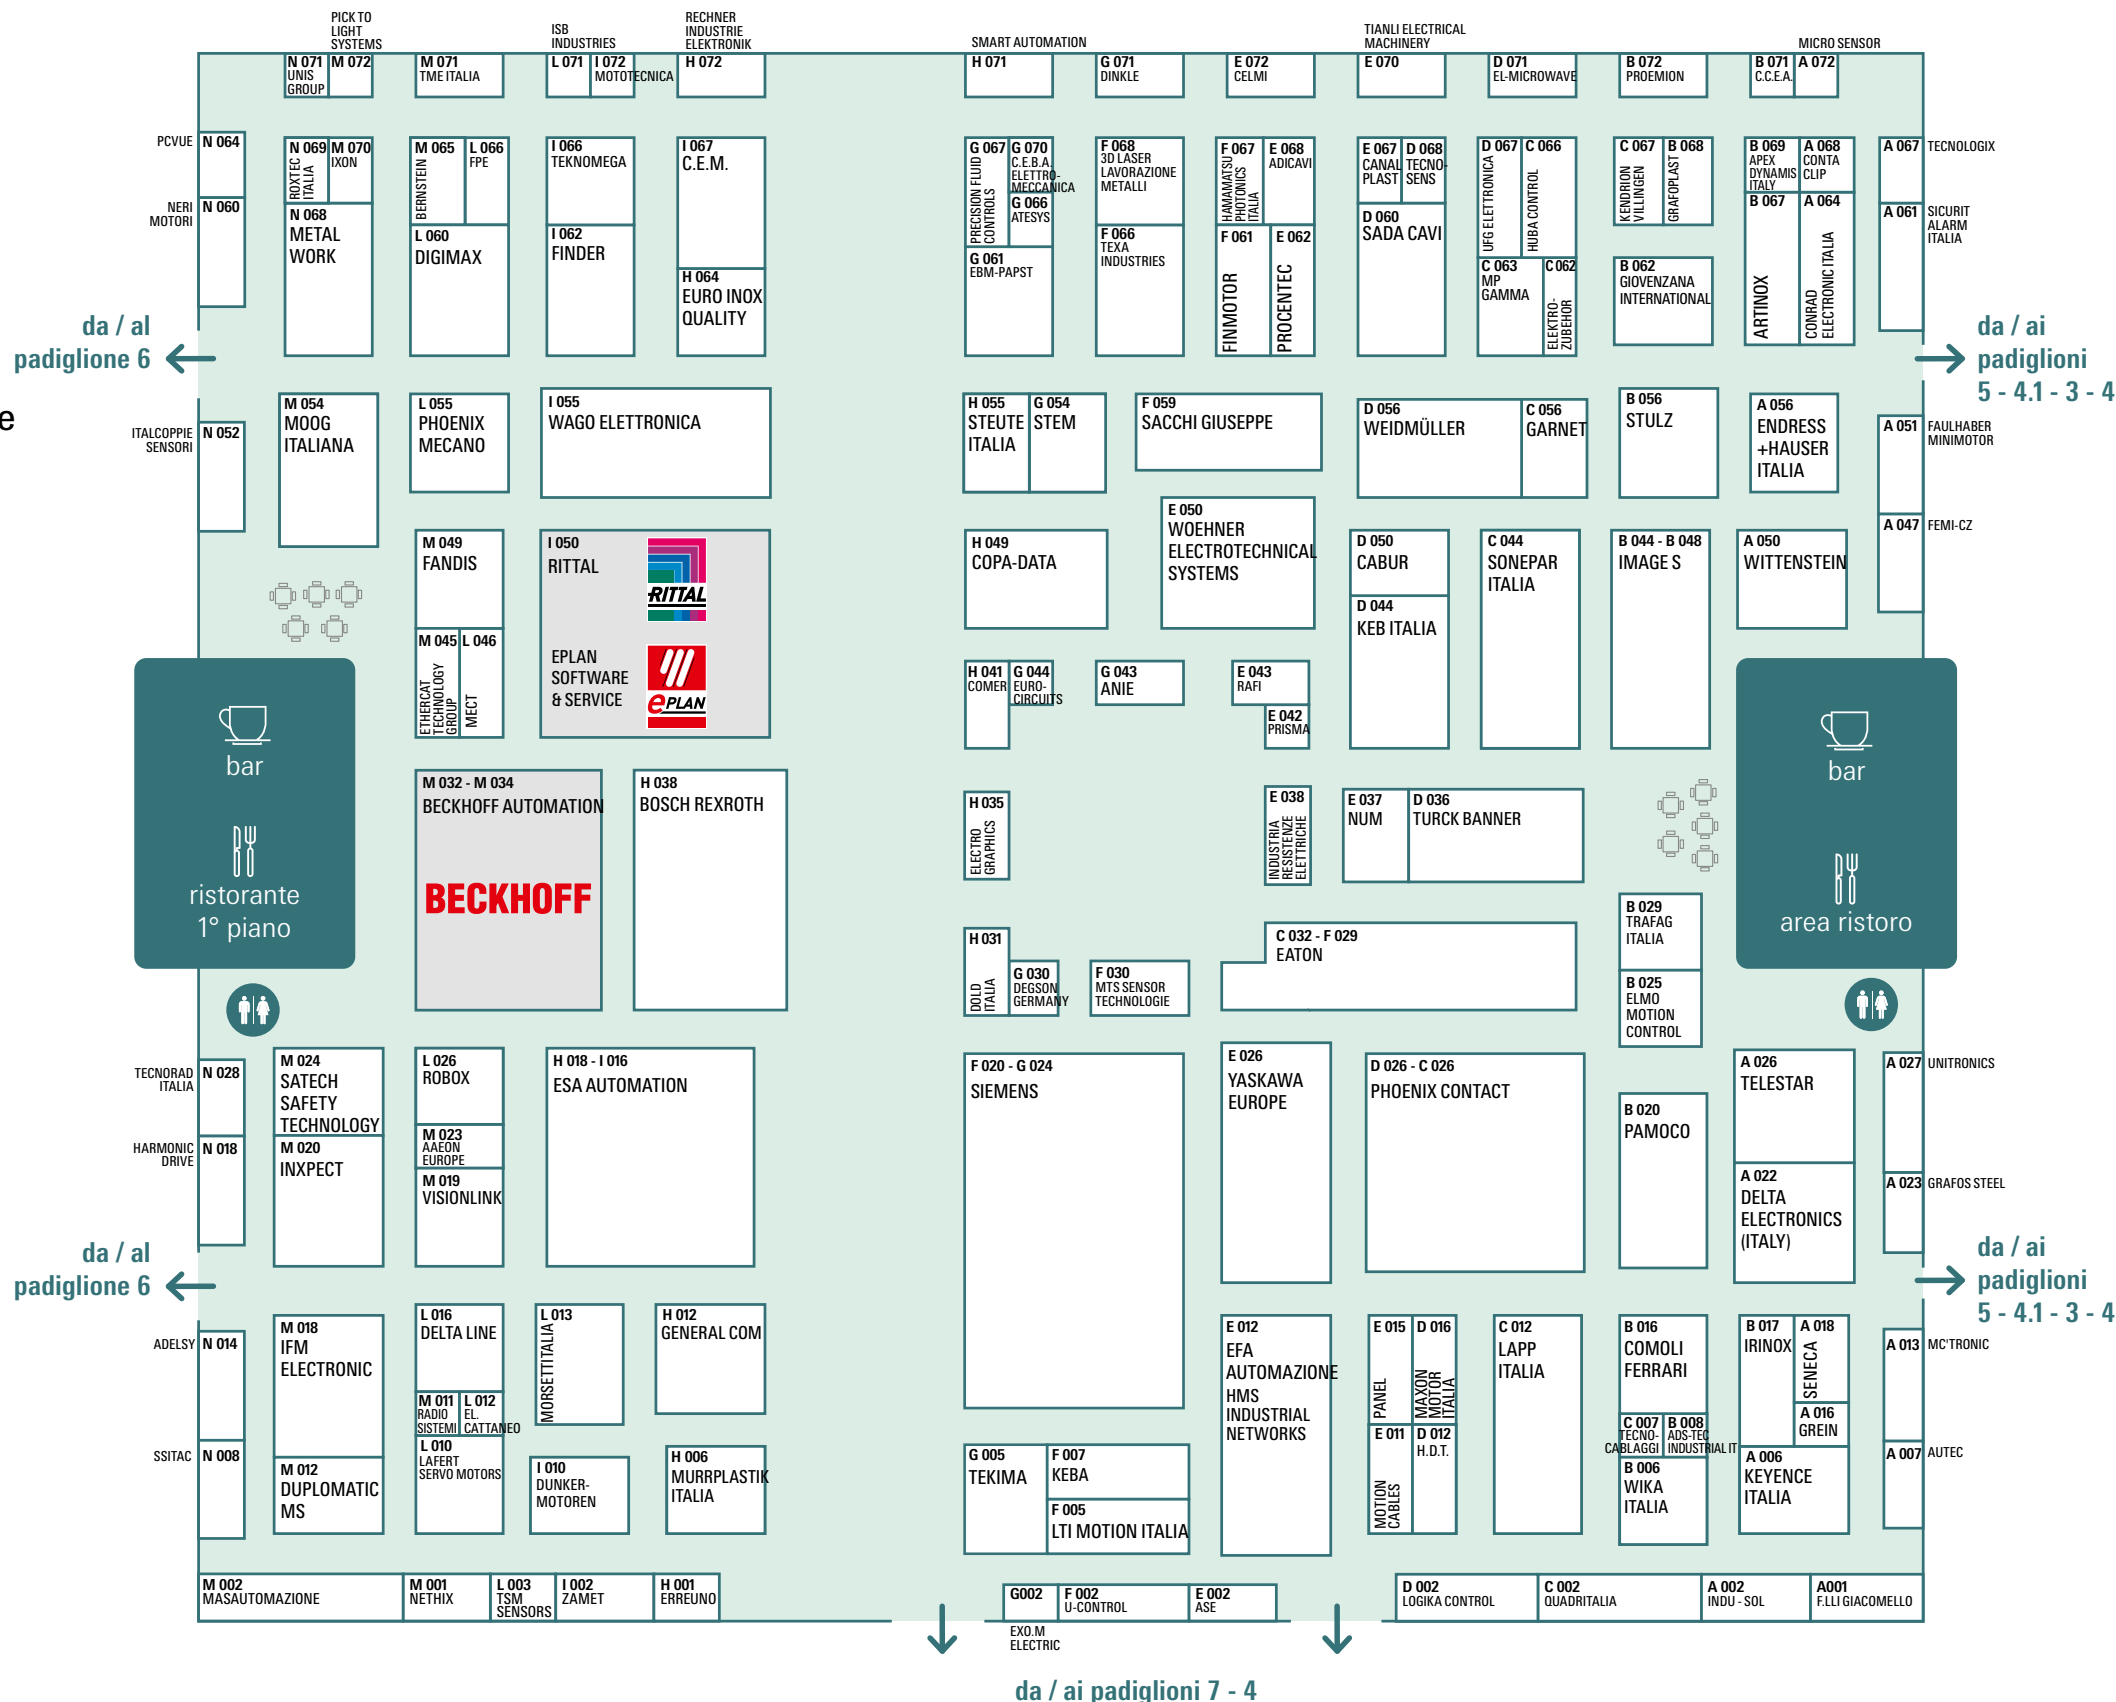 PICK TO
LIGHT
SYSTEMS
ISB
INDUSTRIES
RECHNER
INDUSTRIE
ELEKTRONIK
SMART AUTOMATION
TIANLI ELECTRICAL
MACHINERY
MICRO SENSOR
N 071
UNIS
GROUP
M 072
M 071
TME ITALIA
L 071
I 072
MOTOTECNICA
H 072
H 071
G 071
DINKLE
E 072
CELMI
E 070
D 071
EL-MICROWAVE
B 072
PROEMION
B 071
C.C.E.A.
A 072
PCVUE
N 064
NERI
MOTORI
N 060
N 069
ROXTEC
ITALIA
M 070
IXON
N 068
METAL
WORK
M 065
BERNSTEIN
L 066
FPE
L 060
DIGIMAX
I 066
TEKNOMEGA
I 062
FINDER
I 067
C.E.M.
H 064
EURO INOX
QUALITY
G 067
PRECISION FLUID
CONTROLS
G 070
C.E.B.A.
ELETTRO-
MECCANICA
G 066
ATESYS
G 061
EBM-PAPST
F 068
3D LASER
LAVORAZIONE
METALLI
F 066
TEXA
INDUSTRIES
F 067
HAMAMATSU
PHOTONICS
ITALIA
E 068
ADICAVI
F 061
FINMOTOR
E 062
PROCENTEC
E 067
CANAL
PLAST
D 068
TECNO-
SENS
D 060
SADA CAVI
D 067
UFG ELETTRONICA
C 066
HUBA CONTROL
C 063
MP
GAMMA
C 062
ELEKTRO-
ZUBEHOR
C 067
KENDRION
VILLINGEN
B 068
GRAFOPLAST
B 062
GIOVENZANA
INTERNATIONAL
B 069
APEX
DYNAMIS
ITALY
A 068
CONTA
CLIP
B 067
ARTINOX
A 064
CONRAD
ELECTRONIC ITALIA
A 067
TECNOLOGIX
A 061
SICURIT
ALARM
ITALIA
da / al
padiglione 6
da / ai
padiglioni
5 - 4.1 - 3 - 4
e
ITALCOPPIE
SENSORI
N 052
M 054
MOOG
ITALIANA
L 055
PHOENIX
MECANO
I 055
WAGO ELETTRONICA
H 055
STEUTE
ITALIA
G 054
STEM
F 059
SACCHI GIUSEPPE
D 056
WEIDMÜLLER
C 056
GARNET
B 056
STULZ
A 056
ENDRESS
+HAUSER
ITALIA
A 051
FAULHABER
MINIMOTOR
A 047
FEMI-CZ
M 049
FANDIS
M 045
ETHERCAT
TECHNOLOGY
GROUP
L 046
MECT
I 050
RITTAL
RITTAL
EPLAN
SOFTWARE
& SERVICE
ePLAN
H 049
COPA-DATA
E 050
WOEHNER
ELECTROTECHNICAL
SYSTEMS
D 050
CABUR
D 044
KEB ITALIA
C 044
SONEPAR
ITALIA
B 044 - B 048
IMAGE S
A 050
WITTENSTEIN
H 041
COMER
G 044
EURO-
CIRCUITS
G 043
ANIE
E 043
RAFI
E 042
PRISMA
bar
ristorante
1° piano
bar
area ristoro
M 032 - M 034
BECKHOFF AUTOMATION
BECKHOFF
H 038
BOSCH REXROTH
H 035
ELECTRO
GRAPHICS
E 038
INDUSTRIA
RESISTENZE
ELETTRICHE
E 037
NUM
D 036
TURCK BANNER
H 031
DOLD
ITALIA
G 030
DEGSON
GERMANY
F 030
MTS SENSOR
TECHNOLOGIE
C 032 - F 029
EATON
B 029
TRAFAG
ITALIA
B 025
ELMO
MOTION
CONTROL
TECNORAD
ITALIA
N 028
HARMONIC
DRIVE
N 018
M 024
SATECH
SAFETY
TECHNOLOGY
M 020
INXPECT
L 026
ROBOX
M 023
AAEON
EUROPE
M 019
VISIONLINK
H 018 - I 016
ESA AUTOMATION
F 020 - G 024
SIEMENS
E 026
YASKAWA
EUROPE
D 026 - C 026
PHOENIX CONTACT
B 020
PAMOCO
A 026
TELESTAR
A 022
DELTA
ELECTRONICS
(ITALY)
A 027
UNITRONICS
A 023
GRAFOS STEEL
da / al
padiglione 6
da / ai
padiglioni
5 - 4.1 - 3 - 4
ADELSY
N 014
SSITAC
N 008
M 018
IFM
ELECTRONIC
M 012
DUPLOMATIC
MS
L 016
DELTA LINE
M 011
RADIO
SISTEMI
L 012
EL.
CATTANEO
L 010
LAFERT
SERVO MOTORS
L 013
MORSETTITALIA
I 010
DUNKER-
MOTOREN
H 012
GENERAL COM
H 006
MURRPLASTIK
ITALIA
G 005
TEKIMA
F 007
KEBA
F 005
LTI MOTION ITALIA
E 012
EFA
AUTOMAZIONE
HMS
INDUSTRIAL
NETWORKS
E 015
PANEL
D 016
MAXON
MOTOR
ITALIA
E 011
MOTION
CABLES
D 012
H.D.T.
C 012
LAPP
ITALIA
B 016
COMOLI
FERRARI
C 007
TECNO-
CABLAGGI
B 008
ADS-TEC
INDUSTRIAL IT
B 006
WIKA
ITALIA
B 017
IRINOX
A 018
SENECA
A 016
GREIN
A 006
KEYENCE
ITALIA
A 013
MC'TRONIC
A 007
AUTEC
M 002
MASAUTOMAZIONE
M 001
NETHIX
L 003
TSM
SENSORS
I 002
ZAMET
H 001
ERREUNO
G002
EXO.M
ELECTRIC
F 002
U-CONTROL
E 002
ASE
D 002
LOGIKA CONTROL
C 002
QUADRITALIA
A 002
INDU - SOL
A001
F.LLI GIACOMELLO
da / ai padiglioni 7 - 4